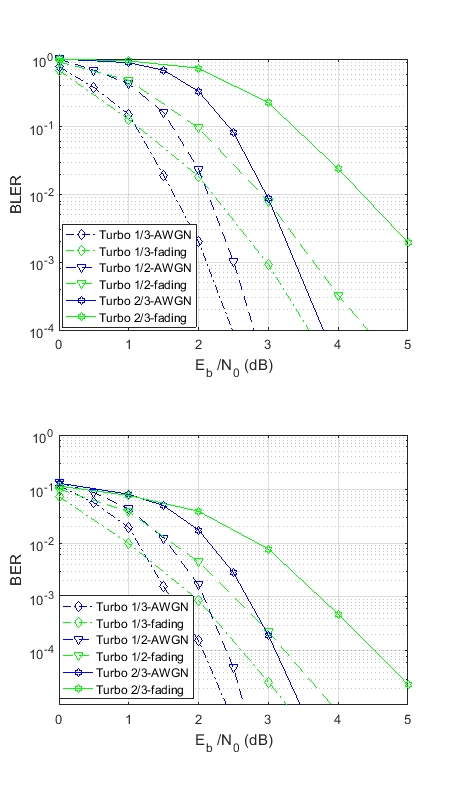 10^0
10^-1
10^-2
10^-3
10^-4
BLER
Turbo 1/3-AWGN
Turbo 1/3-fading
Turbo 1/2-AWGN
Turbo 1/2-fading
Turbo 2/3-AWGN
Turbo 2/3-fading
0 1 2 3 4 5
E_b /N_0 (dB)
10^0
10^-1
10^-2
10^-3
10^-4
BER
Turbo 1/3-AWGN
Turbo 1/3-fading
Turbo 1/2-AWGN
Turbo 1/2-fading
Turbo 2/3-AWGN
Turbo 2/3-fading
0 1 2 3 4 5
E_b /N_0 (dB)